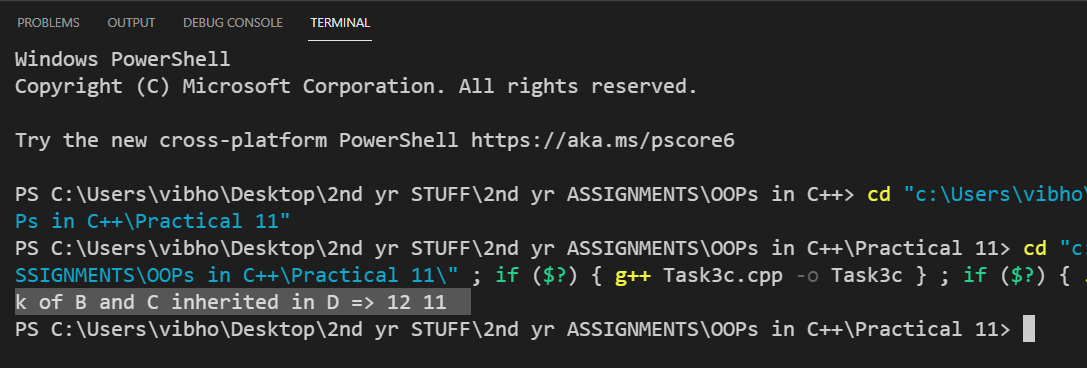 PROBLEMS OUTPUT DEBUG CONSOLE TERMINAL
Windows PowerShell
Copyright (C) Microsoft Corporation. All rights reserved.
Try the new cross-platform PowerShell https://aka.ms/pscore6
PS C:\Users\vibho\Desktop\2nd yr STUFF\2nd yr ASSIGNMENTS\OOPs in C++> cd "c:\Users\vibho\
Ps in C++\Practical 11"
PS C:\Users\vibho\Desktop\2nd yr STUFF\2nd yr ASSIGNMENTS\OOPs in C++\Practical 11> cd "c:
SSIGNMENTS\OOPs in C++\Practical 11\" ; if ($?) { g++ Task3c.cpp -o Task3c } ; if ($?) { .
k of B and C inherited in D => 12 11
PS C:\Users\vibho\Desktop\2nd yr STUFF\2nd yr ASSIGNMENTS\OOPs in C++\Practical 11>